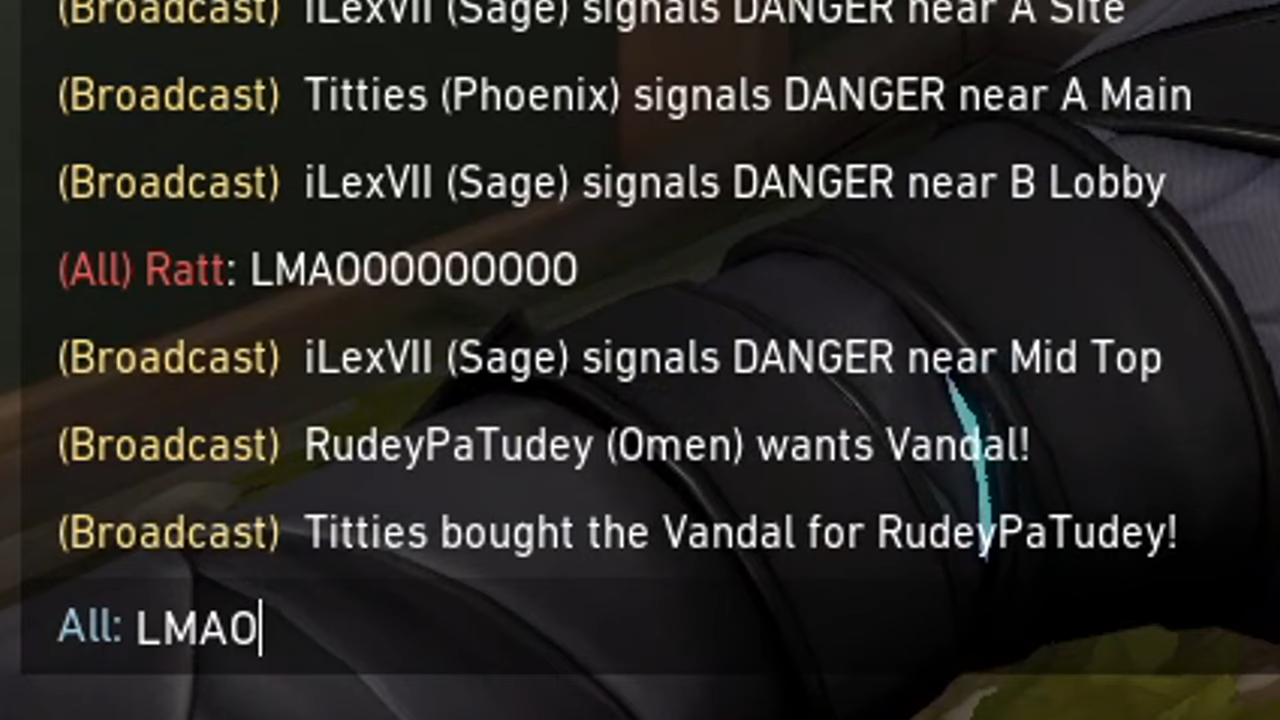 (Broadcast) iLexVII (Sage) signals DANGER near A Site
(Broadcast) Titties (Phoenix) signals DANGER near A Main
(Broadcast) iLexVII (Sage) signals DANGER near B Lobby
(All) Ratt: LMAOOOOOOOOO
(Broadcast) iLexVII (Sage) signals DANGER near Mid Top
(Broadcast) RudeyPaTudey (Omen) wants Vandal!
(Broadcast) Titties bought the Vandal for RudeyPaTudey!
All: LMAO